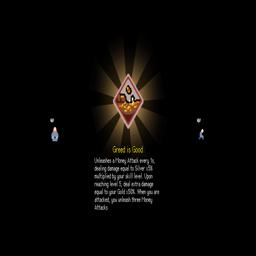 Greed is Good
Unleashes a Money Attack every 1s,
dealing damage equal to Silver x5%
multiplied by your skill level. Upon
reaching level 5, deal extra damage
equal to your Gold x50%. When you are
attacked, you unleash three Money
Attacks